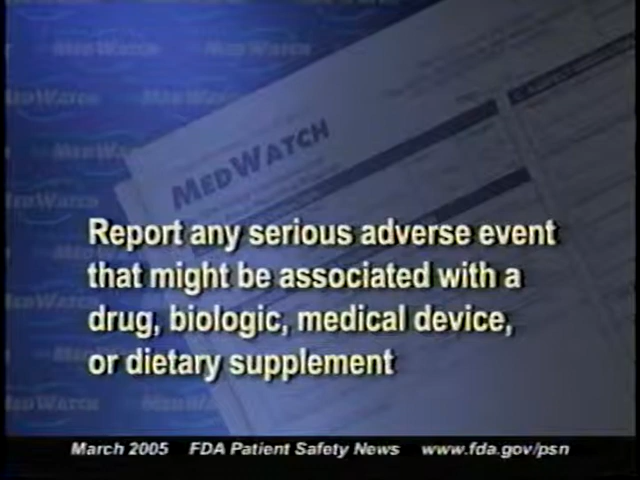 MEDWATCH
Report any serious adverse event
that might be associated with a
drug, biologic, medical device,
or dietary supplement
March 2005 FDA Patient Safety News www.fda.gov/psn